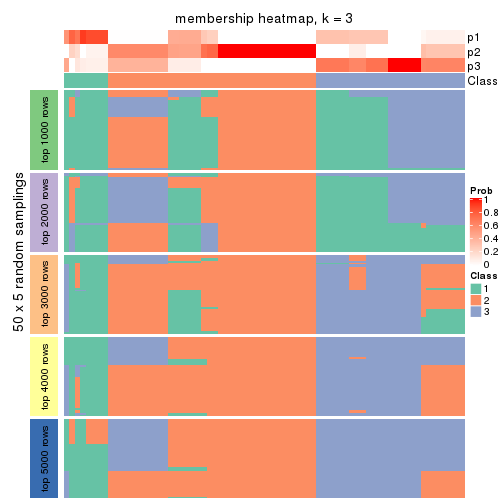 membership heatmap, k = 3
p1
p2
p3
Class
50 x 5 random samplings
top 1000 rows
top 2000 rows
top 3000 rows
top 4000 rows
top 5000 rows
Prob
1
0.8
0.6
0.4
0.2
0
Class
1
2
3